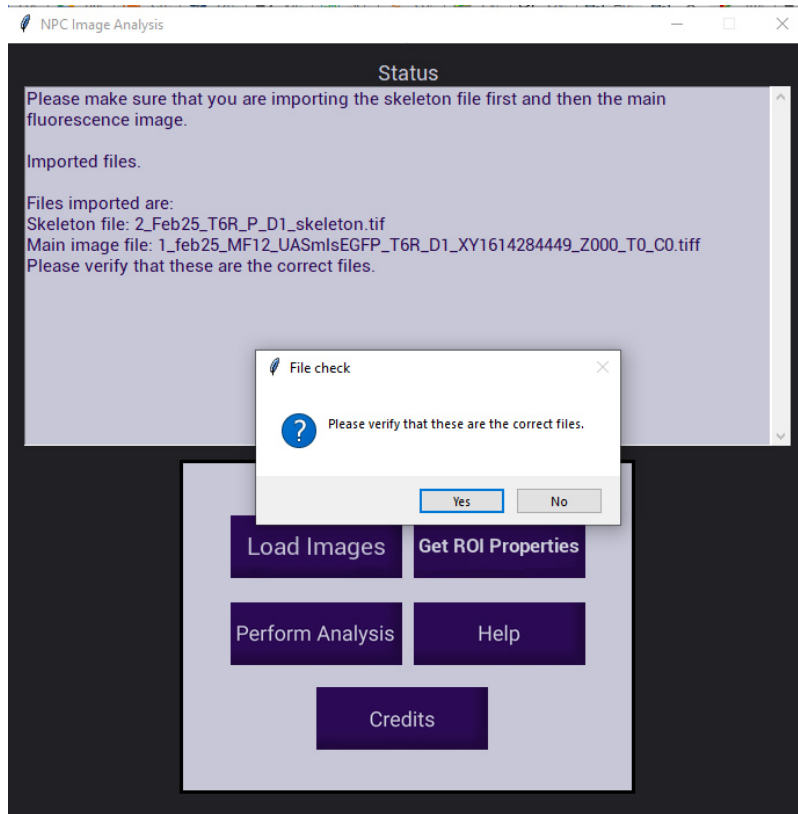 NPC Image Analysis
Status
Please make sure that you are importing the skeleton file first and then the main
fluorescence image.
Imported files.
Files imported are:
Skeleton file: 2_Feb25_T6R_P_D1_skeleton.tif
Main image file: 1_feb25_MF12_UASmlsEGFP_T6R_D1_XY1614284449_Z000_T0_C0.tiff
Please verify that these are the correct files.
File check
Please verify that these are the correct files.
Yes No
Load Images Get ROI Properties
Perform Analysis Help
Credits